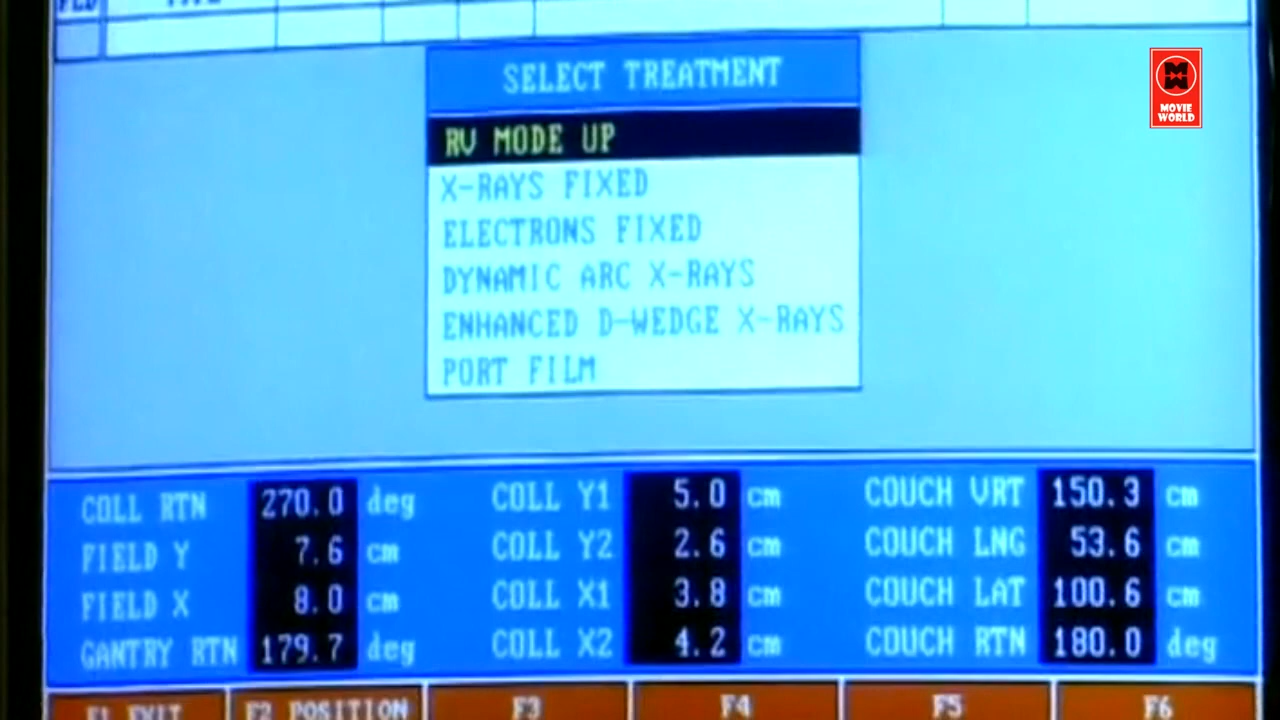 FLD TYPE
SELECT TREATMENT
RV MODE UP
X-RAYS FIXED
ELECTRONS FIXED
DYNAMIC ARC X-RAYS
ENHANCED D-WEDGE X-RAYS
PORT FILM
MOVIE
WORLD
COLL RTN 270.0 deg COLL Y1 5.0 cm COUCH VRT 150.3 cm
FIELD Y 7.6 cm COLL Y2 2.6 cm COUCH LNG 53.6 cm
FIELD X 8.0 cm COLL X1 3.8 cm COUCH LAT 100.6 cm
GANTRY RTN 179.7 deg COLL X2 4.2 cm COUCH RTN 180.0 deg
F1 EXIT F2 POSITION F3 F4 F5 F6